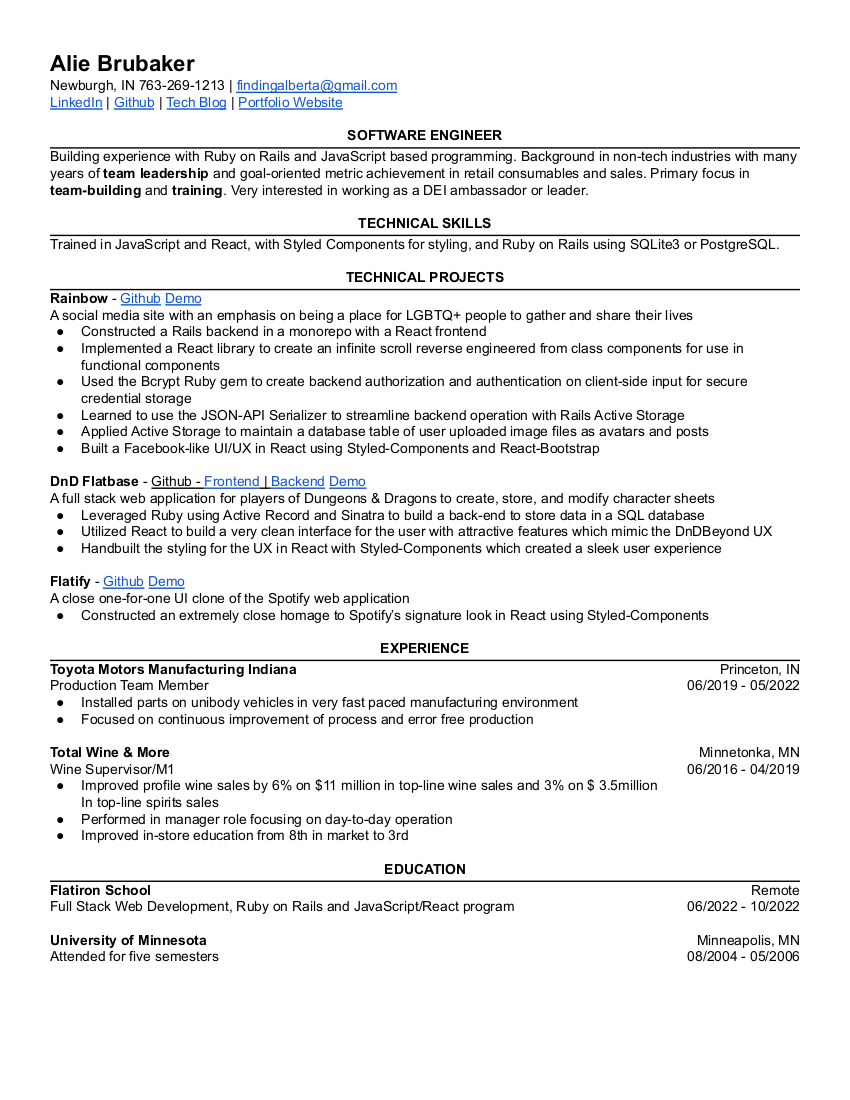 Alie Brubaker
Newburgh, IN 763-269-1213 | findingalberta@gmail.com
LinkedIn | Github | Tech Blog | Portfolio Website
SOFTWARE ENGINEER
Building experience with Ruby on Rails and JavaScript based programming. Background in non-tech industries with many
years of team leadership and goal-oriented metric achievement in retail consumables and sales. Primary focus in
team-building and training. Very interested in working as a DEI ambassador or leader.
TECHNICAL SKILLS
Trained in JavaScript and React, with Styled Components for styling, and Ruby on Rails using SQLite3 or PostgreSQL.
TECHNICAL PROJECTS
Rainbow - Github Demo
A social media site with an emphasis on being a place for LGBTQ+ people to gather and share their lives
● Constructed a Rails backend in a monorepo with a React frontend
● Implemented a React library to create an infinite scroll reverse engineered from class components for use in
functional components
● Used the Bcrypt Ruby gem to create backend authorization and authentication on client-side input for secure
credential storage
● Learned to use the JSON-API Serializer to streamline backend operation with Rails Active Storage
● Applied Active Storage to maintain a database table of user uploaded image files as avatars and posts
● Built a Facebook-like UI/UX in React using Styled-Components and React-Bootstrap
DnD Flatbase - Github - Frontend | Backend Demo
A full stack web application for players of Dungeons & Dragons to create, store, and modify character sheets
● Leveraged Ruby using Active Record and Sinatra to build a back-end to store data in a SQL database
● Utilized React to build a very clean interface for the user with attractive features which mimic the DnDBeyond UX
● Handbuilt the styling for the UX in React with Styled-Components which created a sleek user experience
Flatify - Github Demo
A close one-for-one UI clone of the Spotify web application
● Constructed an extremely close homage to Spotify's signature look in React using Styled-Components
EXPERIENCE
Toyota Motors Manufacturing Indiana Princeton, IN
Production Team Member 06/2019 - 05/2022
● Installed parts on unibody vehicles in very fast paced manufacturing environment
● Focused on continuous improvement of process and error free production
Total Wine & More Minnetonka, MN
Wine Supervisor/M1 06/2016 - 04/2019
● Improved profile wine sales by 6% on $11 million in top-line wine sales and 3% on $ 3.5million
In top-line spirits sales
● Performed in manager role focusing on day-to-day operation
● Improved in-store education from 8th in market to 3rd
EDUCATION
Flatiron School Remote
Full Stack Web Development, Ruby on Rails and JavaScript/React program 06/2022 - 10/2022
University of Minnesota Minneapolis, MN
Attended for five semesters 08/2004 - 05/2006